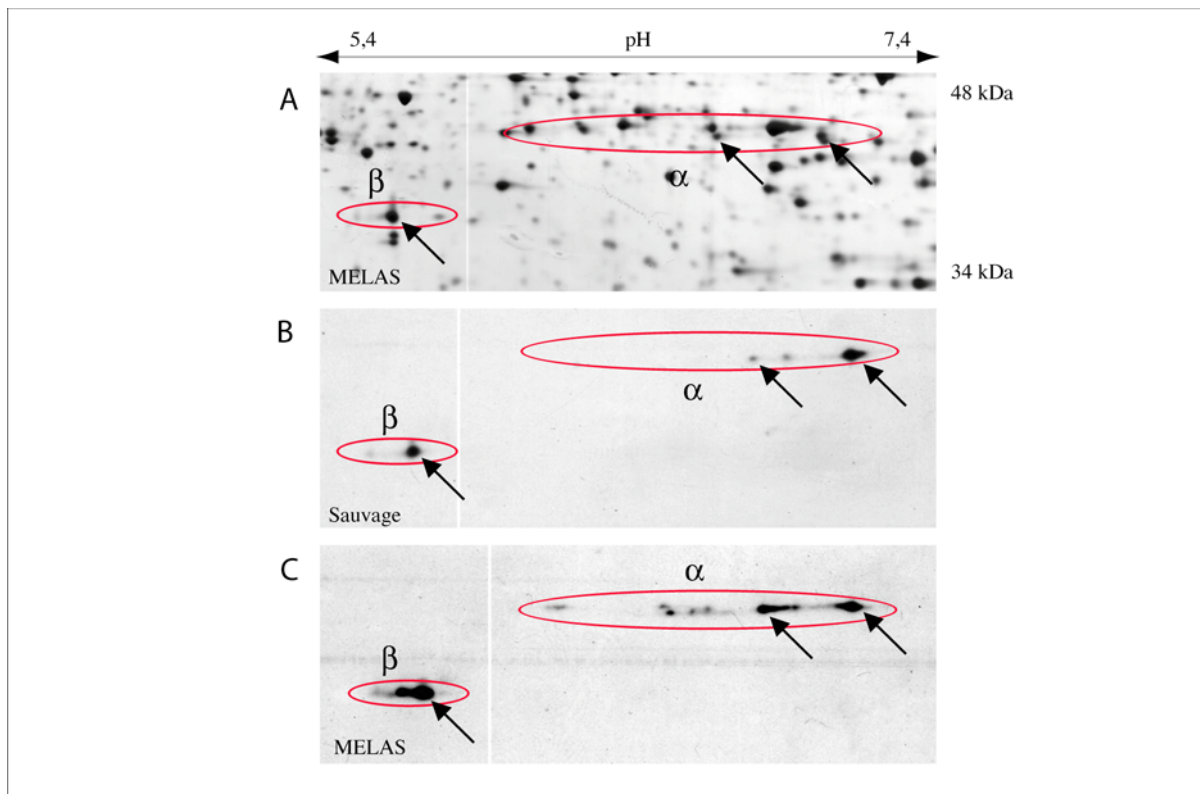 5,4 pH 7,4
A 48 kDa
β α
MELAS 34 kDa
B
β α
Sauvage
C α
β
MELAS